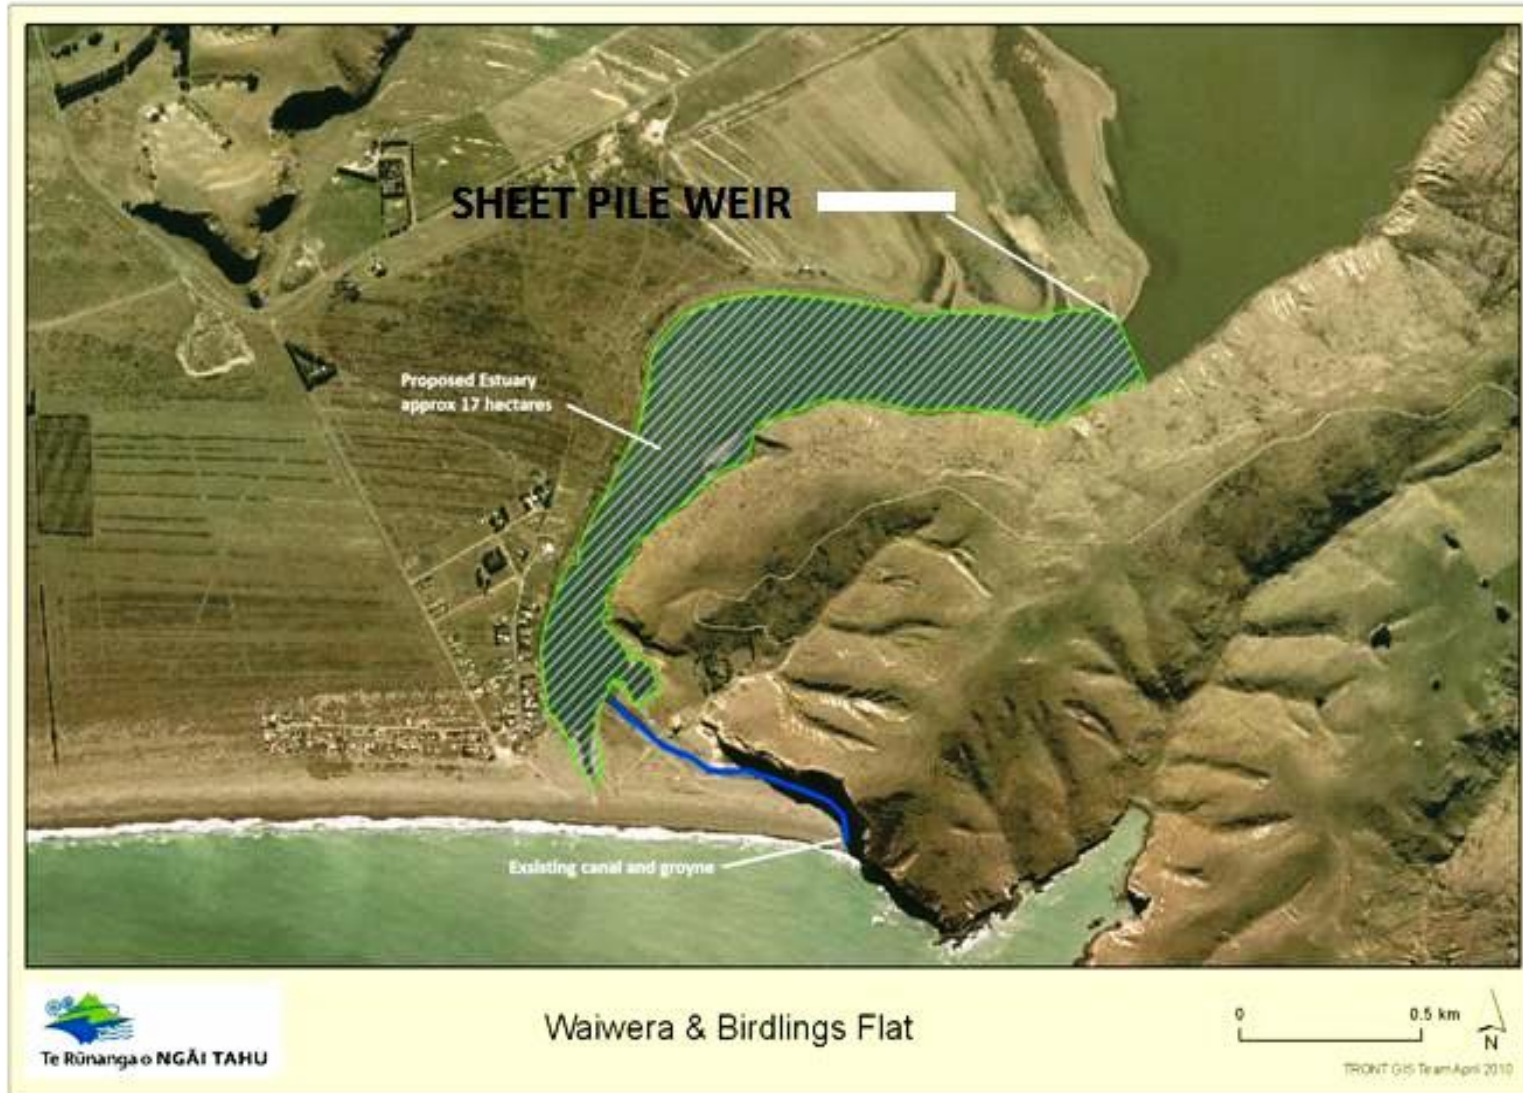 SHEET PILE WEIR
Proposed Estuary
approx 17 hectares
Exsisting canal and groyne
Te Rūnanga o NGĀI TAHU
Waiwera & Birdlings Flat
0 0.5 km
N
TRONT GIS Team April 2010